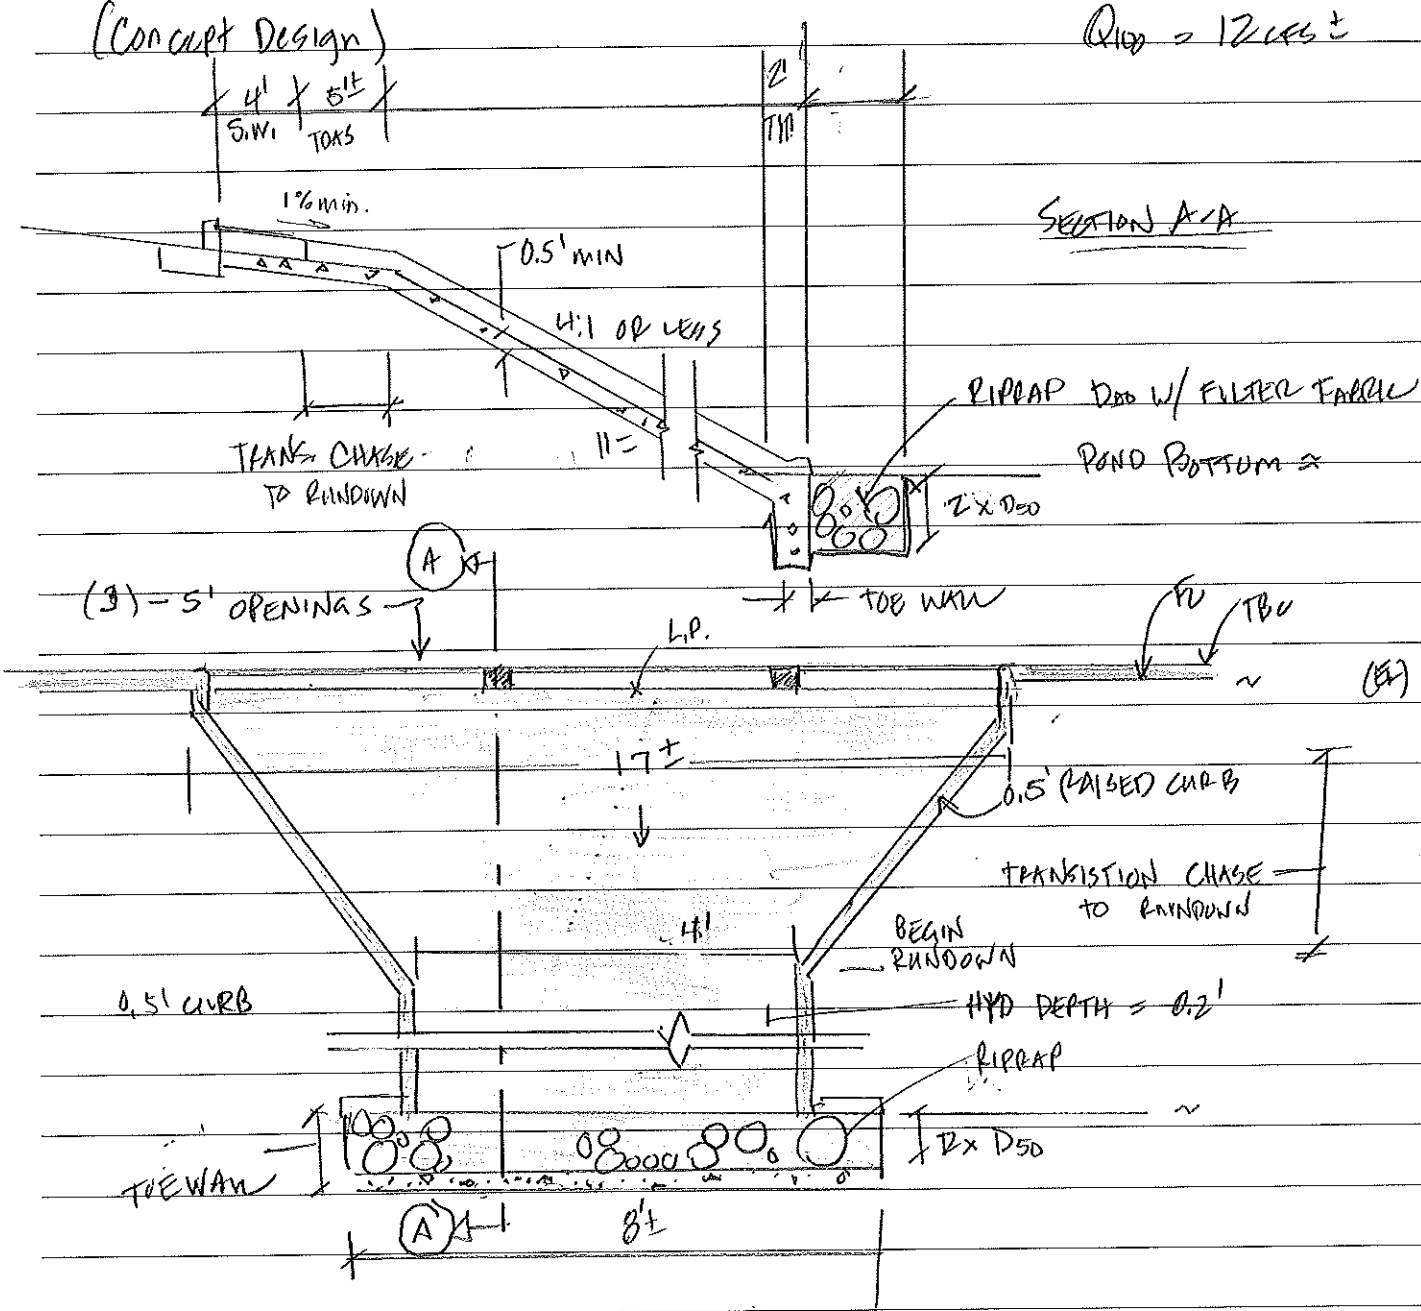 (Concept Design)
Q100 = 12 CFS ±
4' 5'±
S.W. TOAS
2'
TYP.
1% min.
SECTION A-A
0.5' MIN
4:1 OR LESS
RIPRAP D50 W/ FILTER FABRIC
TRANS. CHASE
TO RUNDOWN
POND BOTTOM ≈
2 x D50
A
(3) - 5' OPENINGS
TOE WALL
L.P.
FL
TBC
17 ±
0.5' RAISED CURB
TRANSISTION CHASE
TO RUNDOWN
4'
BEGIN
RUNDOWN
0.5' CURB
HYD DEPTH = 0.2'
RIPRAP
2x D50
TOE WALL
A
8'±